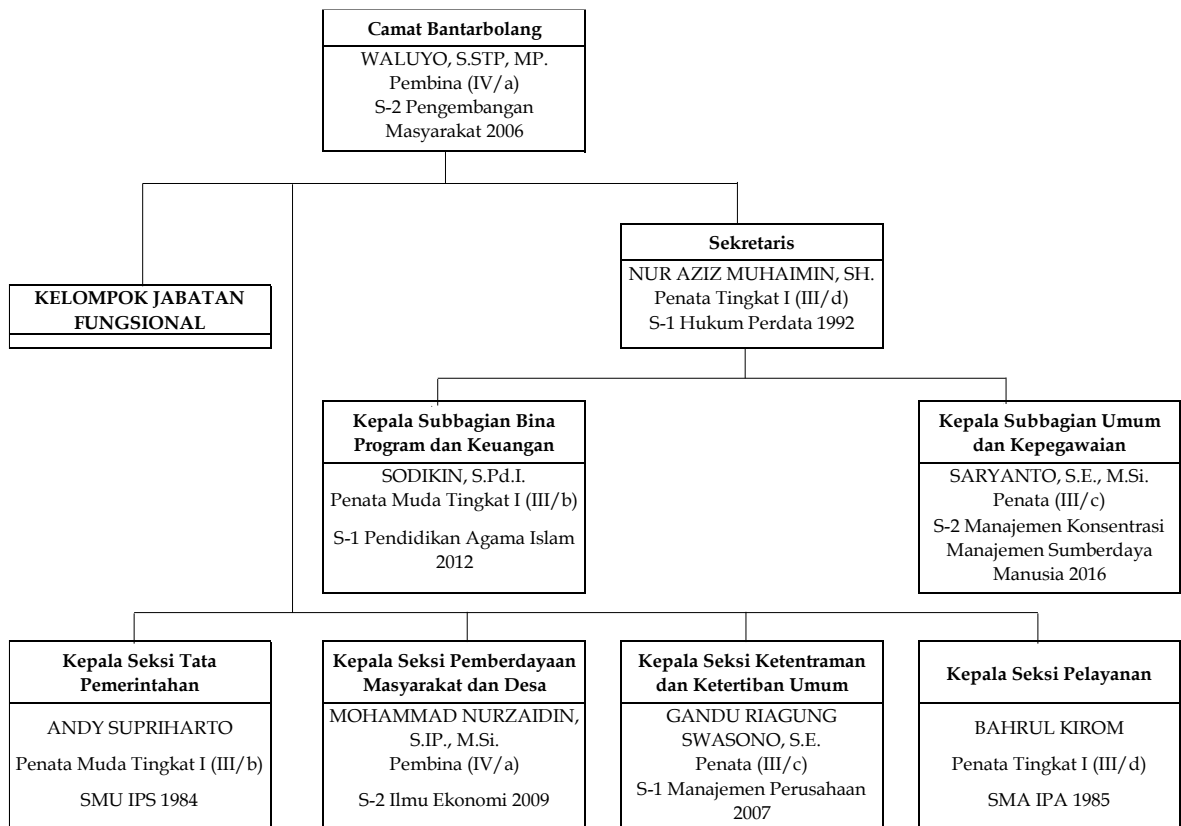 Camat Bantarbolang
WALUYO, S.STP, MP.
Pembina (IV/a)
S-2 Pengembangan
Masyarakat 2006
Sekretaris
NUR AZIZ MUHAIMIN, SH.
Penata Tingkat I (III/d)
S-1 Hukum Perdata 1992
KELOMPOK JABATAN
FUNGSIONAL
Kepala Subbagian Bina
Program dan Keuangan
SODIKIN, S.Pd.I.
Penata Muda Tingkat I (III/b)
S-1 Pendidikan Agama Islam
2012
Kepala Subbagian Umum
dan Kepegawaian
SARYANTO, S.E., M.Si.
Penata (III/c)
S-2 Manajemen Konsentrasi
Manajemen Sumberdaya
Manusia 2016
Kepala Seksi Tata
Pemerintahan
ANDY SUPRIHARTO
Penata Muda Tingkat I (III/b)
SMU IPS 1984
Kepala Seksi Pemberdayaan
Masyarakat dan Desa
MOHAMMAD NURZAIDIN,
S.IP., M.Si.
Pembina (IV/a)
S-2 Ilmu Ekonomi 2009
Kepala Seksi Ketentraman
dan Ketertiban Umum
GANDU RIAGUNG
SWASONO, S.E.
Penata (III/c)
S-1 Manajemen Perusahaan
2007
Kepala Seksi Pelayanan
BAHRUL KIROM
Penata Tingkat I (III/d)
SMA IPA 1985